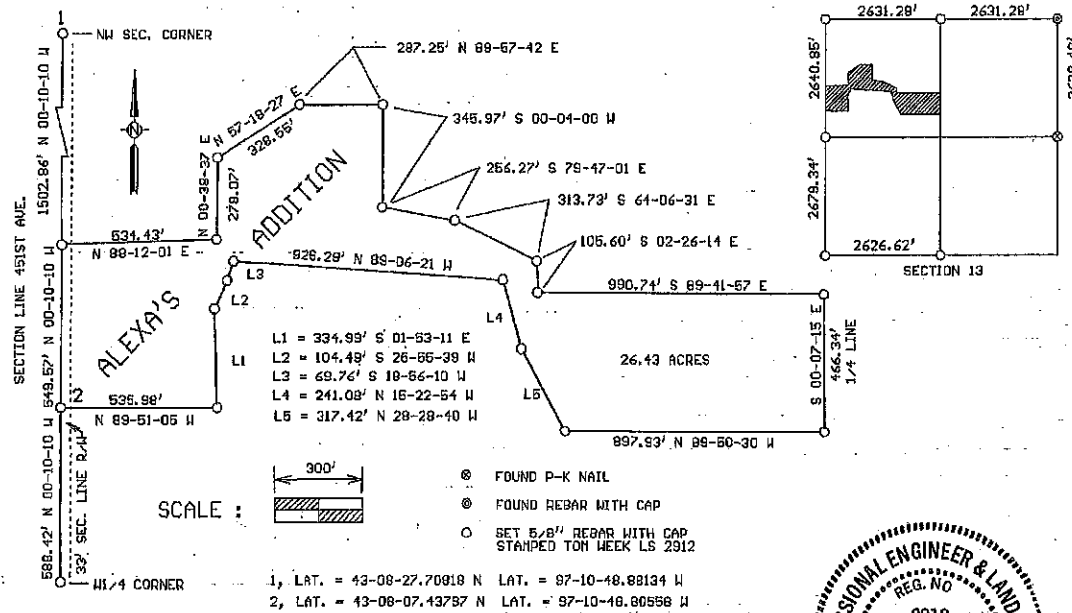 1
NW SEC. CORNER
N
SECTION LINE 451ST AVE.
1502.86' N 00-10-10 W
549.57' N 00-10-10 W
588.42' N 00-10-10 W
33' SEC. LINE R/W
2
W1/4 CORNER
534.43'
N 88-12-01 E
N 00-38-37 E
278.07'
N 57-18-27 E
328.55'
287.25' N 89-57-42 E
345.97' S 00-04-00 W
256.27' S 79-47-01 E
313.73' S 64-06-31 E
105.60' S 02-26-14 E
990.74' S 89-41-57 E
S 00-07-15 E
466.34'
1/4 LINE
897.93' N 89-50-30 W
26.43 ACRES
ALEXA'S ADDITION
926.29' N 86-06-21 W
L3
L2
L1
L4
L5
N 89-51-05 W
L1 = 334.99' S 01-53-11 E
L2 = 104.49' S 26-55-39 W
L3 = 69.76' S 18-56-10 W
L4 = 241.08' N 16-22-54 W
L5 = 317.42' N 28-28-40 W
SCALE :
300'
FOUND P-K NAIL
FOUND REBAR WITH CAP
SET 5/8" REBAR WITH CAP
STAMPED TOM WEEK LS 2912
1, LAT. = 43-08-27.70918 N LAT. = 97-10-48.88134 W
2, LAT. = 43-08-07.43797 N LAT. = 97-10-48.80558 W
2631.28' 2631.28'
2640.85'
2679.34'
2626.62'
SECTION 13
SIONAL ENGINEER & LAND
REG. NO